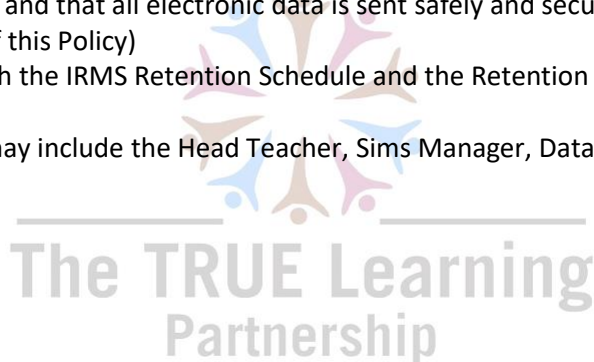 and that all electronic data is sent safely and secu
f this Policy)
h the IRMS Retention Schedule and the Retention
may include the Head Teacher, Sims Manager, Data
The TRUE Learning
Partnership